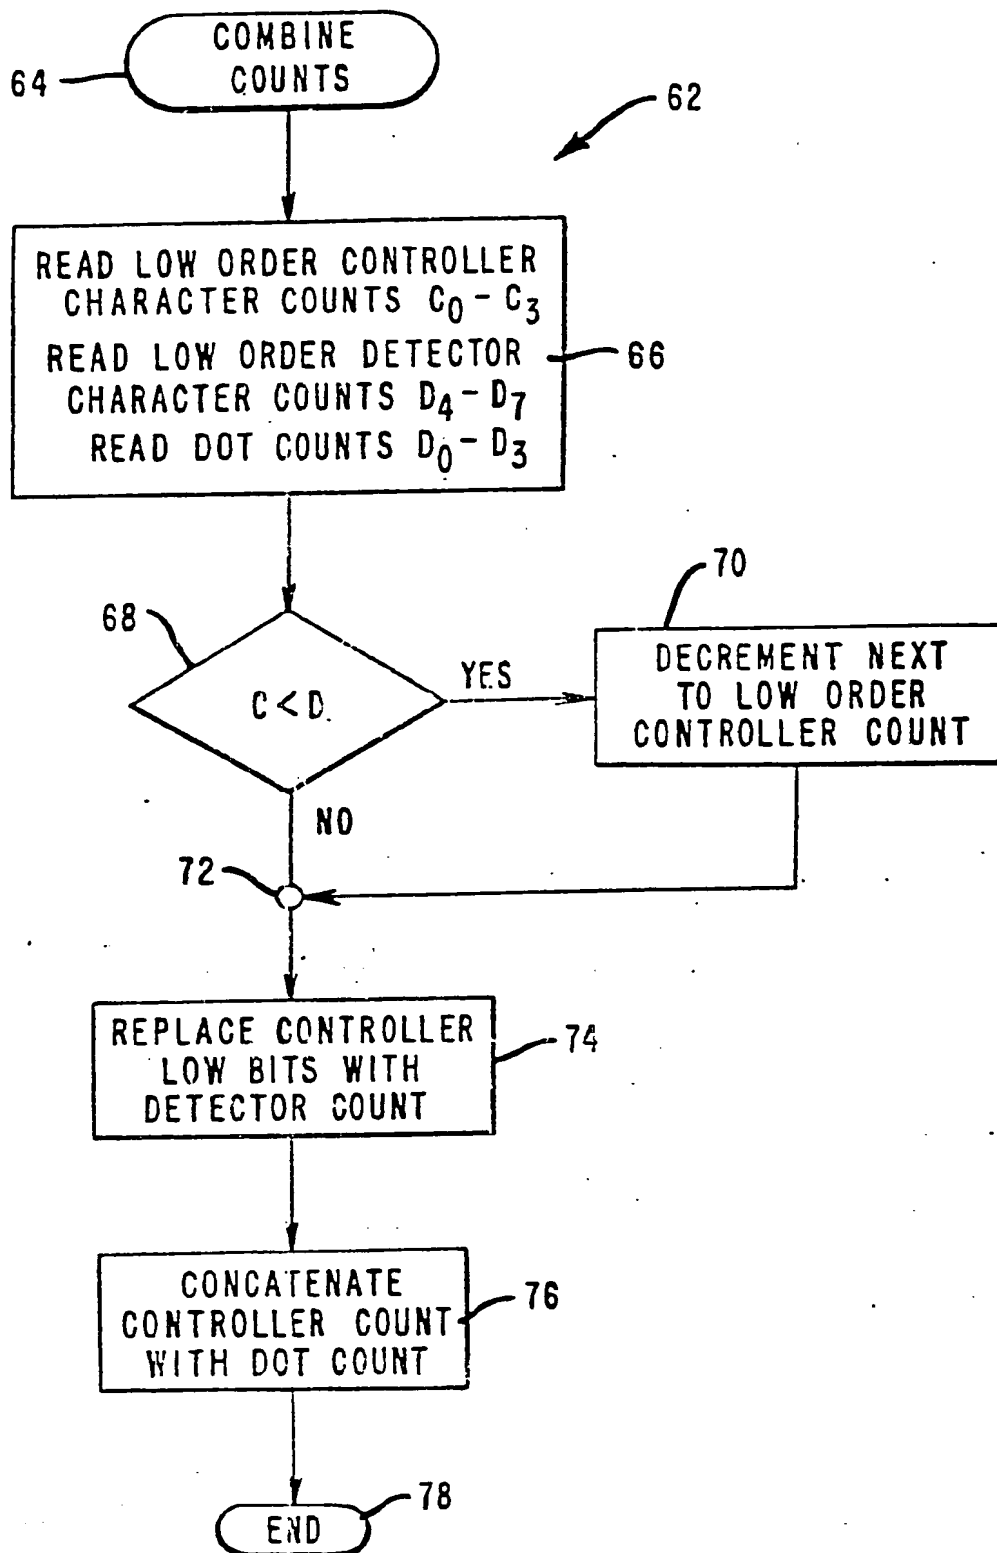 COMBINE
COUNTS
64
62
READ LOW ORDER CONTROLLER
CHARACTER COUNTS C₀-C₃
READ LOW ORDER DETECTOR
CHARACTER COUNTS D₄-D₇
READ DOT COUNTS D₀-D₃
66
68
C<D
YES
70
DECREMENT NEXT
TO LOW ORDER
CONTROLLER COUNT
NO
72
REPLACE CONTROLLER
LOW BITS WITH
DETECTOR COUNT
74
CONCATENATE
CONTROLLER COUNT
WITH DOT COUNT
76
END
78